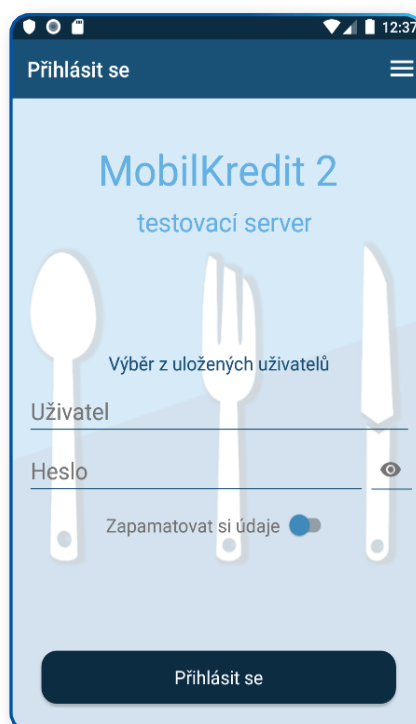 12:37
Přihlásit se
MobilKredit 2
testovací server
Výběr z uložených uživatelů
Uživatel
Heslo
Zapamatovat si údaje
Přihlásit se